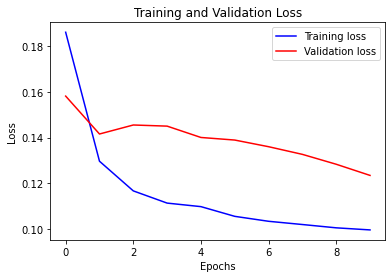 Training and Validation Loss
Training loss
Validation loss
0.18
0.16
0.14
0.12
0.10
Loss
0 2 4 6 8
Epochs